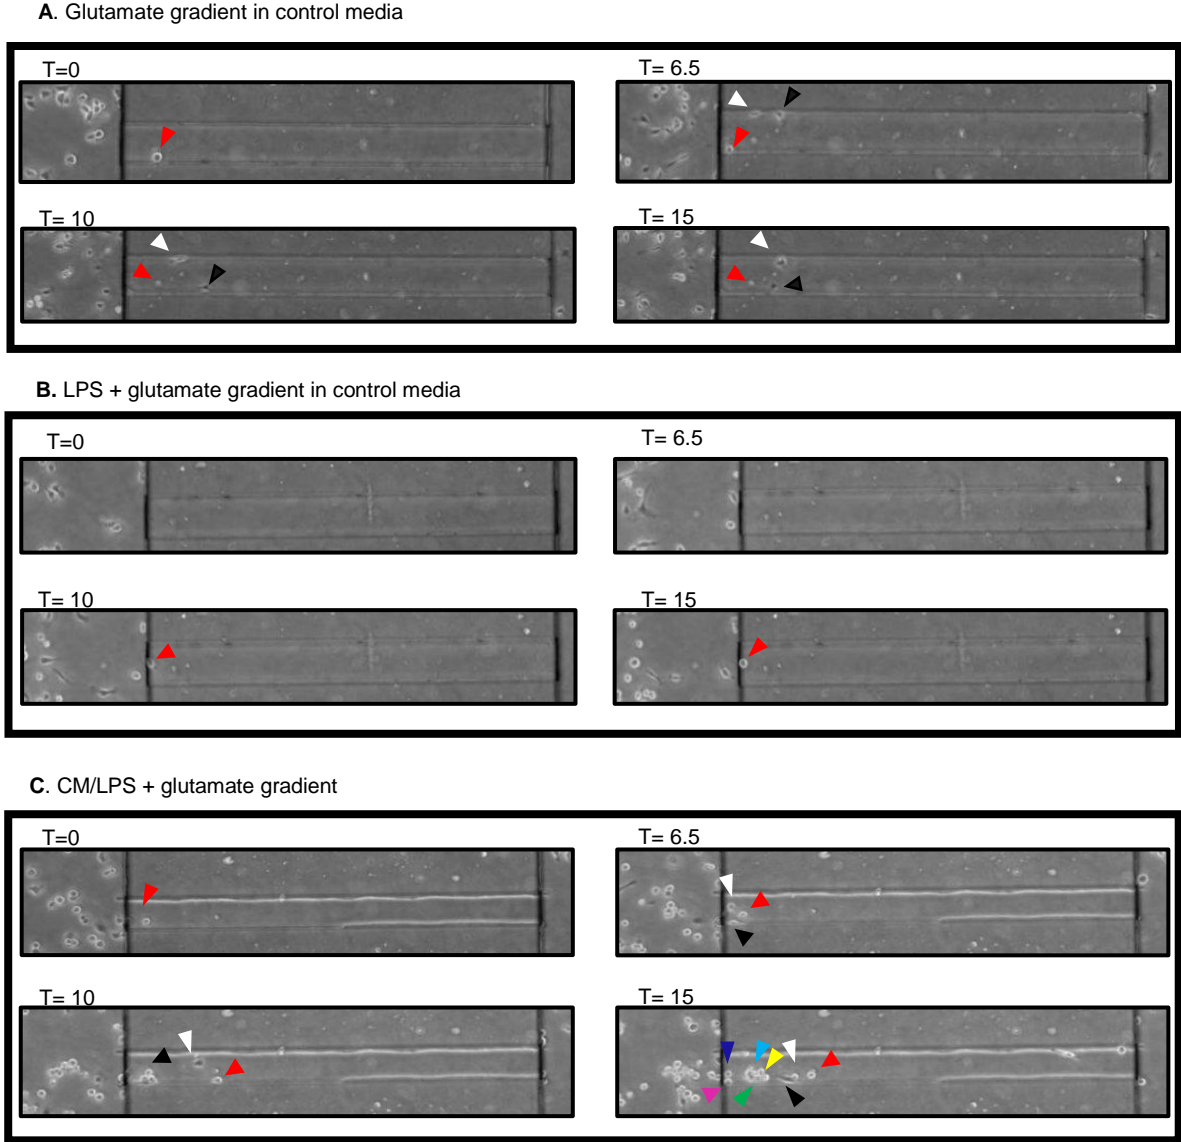 A. Glutamate gradient in control media
T=0
T= 6.5
T= 10
T= 15
B. LPS + glutamate gradient in control media
T=0
T= 6.5
T= 10
T= 15
C. CM/LPS + glutamate gradient
T=0
T= 6.5
T= 10
T= 15